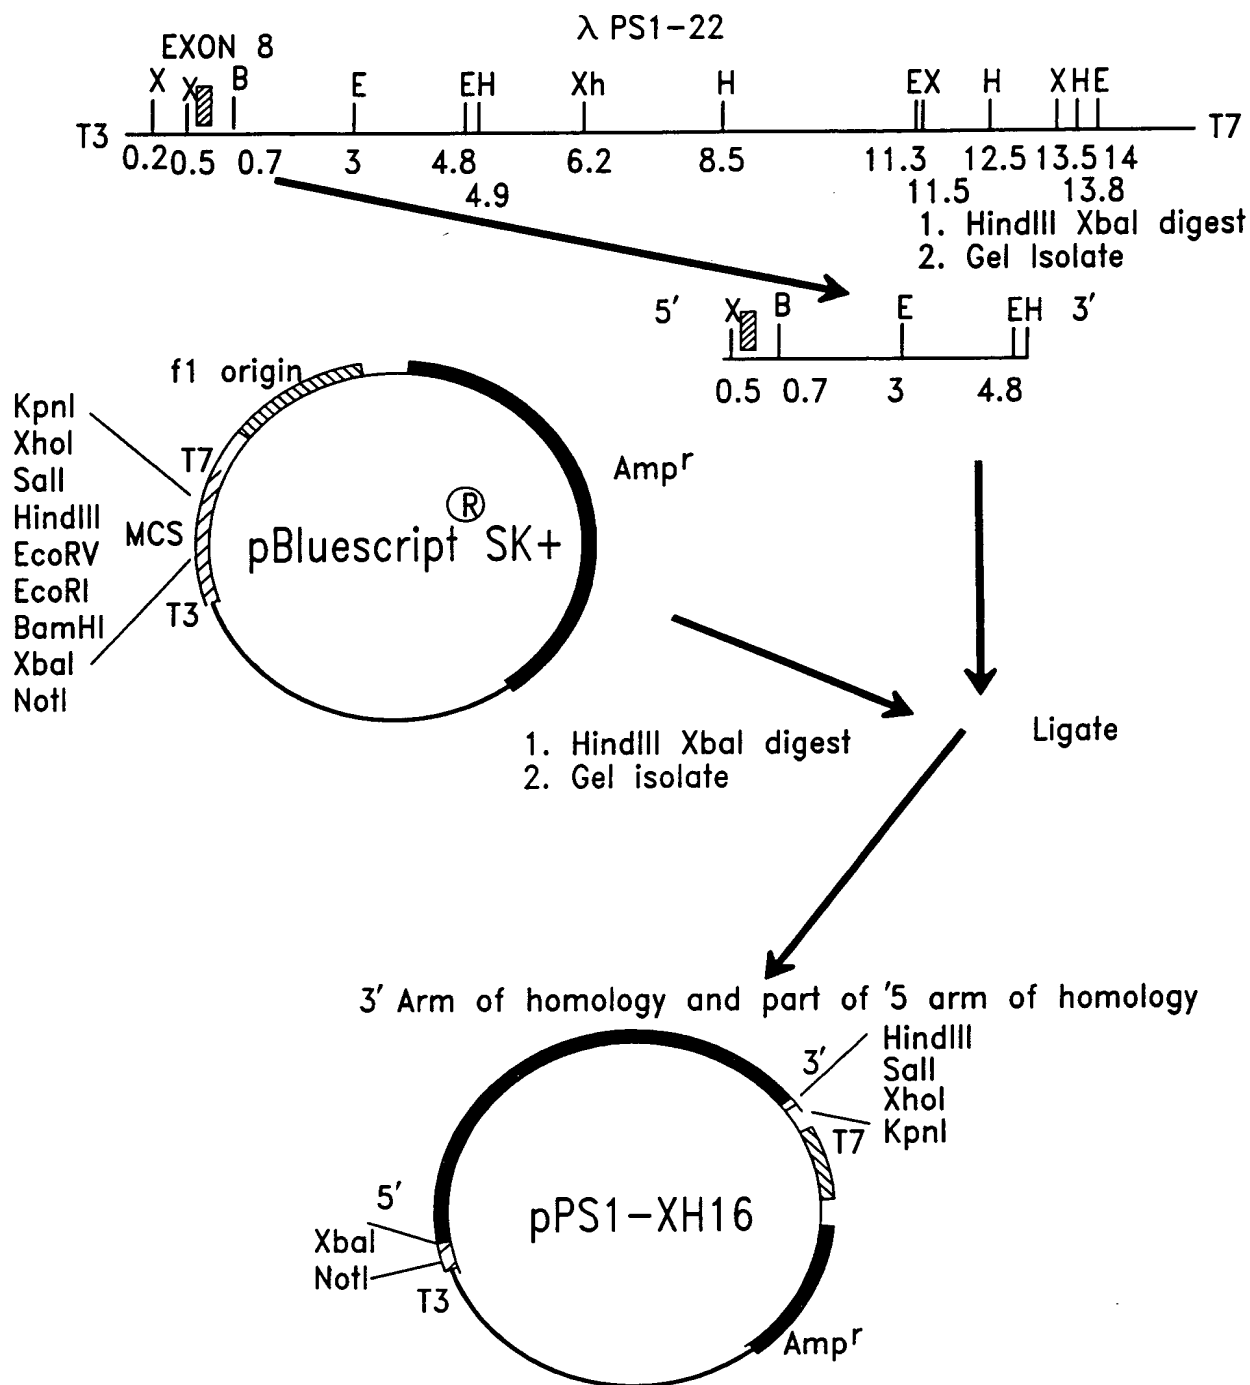 λ PS1-22
EXON 8
X X B E EH Xh H EX H X H E
T3 T7
0.2 0.5 0.7 3 4.8 6.2 8.5 11.3 12.5 13.5 14
4.9 11.5 13.8
1. HindIII XbaI digest
2. Gel Isolate
5' X B E EH 3'
0.5 0.7 3 4.8
f1 origin
KpnI
XhoI
SalI
HindIII
EcoRV
EcoRI
BamHI
XbaI
NotI
T7
MCS
T3
Ampr
pBluescript® SK+
1. HindIII XbaI digest
2. Gel isolate
Ligate
3' Arm of homology and part of '5 arm of homology
3'
HindIII
SalI
XhoI
KpnI
T7
5'
XbaI
NotI
T3
pPS1-XH16
Ampr